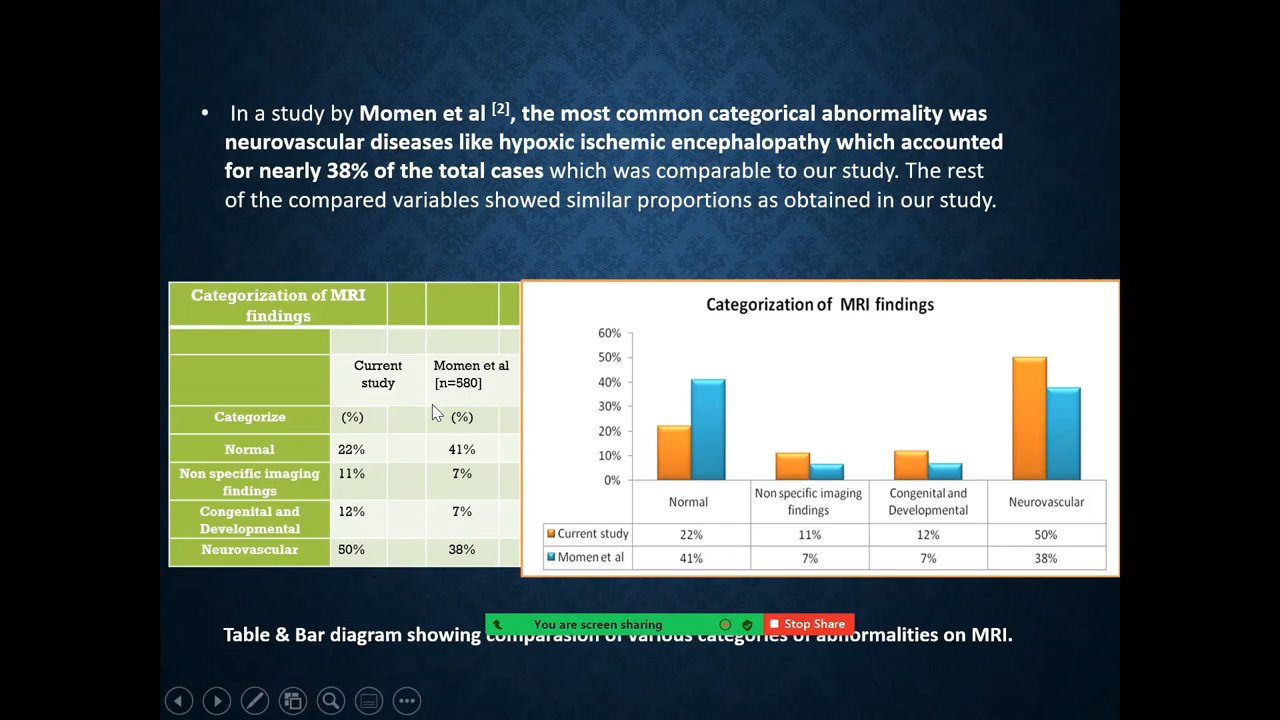 • In a study by Momen et al [2], the most common categorical abnormality was
neurovascular diseases like hypoxic ischemic encephalopathy which accounted
for nearly 38% of the total cases which was comparable to our study. The rest
of the compared variables showed similar proportions as obtained in our study.
Categorization of MRI
findings
Current
study
Momen et al
[n=580]
Categorize (%) (%)
Normal 22% 41%
Non specific imaging
findings
11% 7%
Congenital and
Developmental
12% 7%
Neurovascular 50% 38%
Categorization of MRI findings
60%
50%
40%
30%
20%
10%
0%
Normal
Non specific imaging
findings
Congenital and
Developmental
Neurovascular
Current study 22% 11% 12% 50%
Momen et al 41% 7% 7% 38%
You are screen sharing
Stop Share
Table & Bar diagram showing comparasion of various categories of abnormalities on MRI.